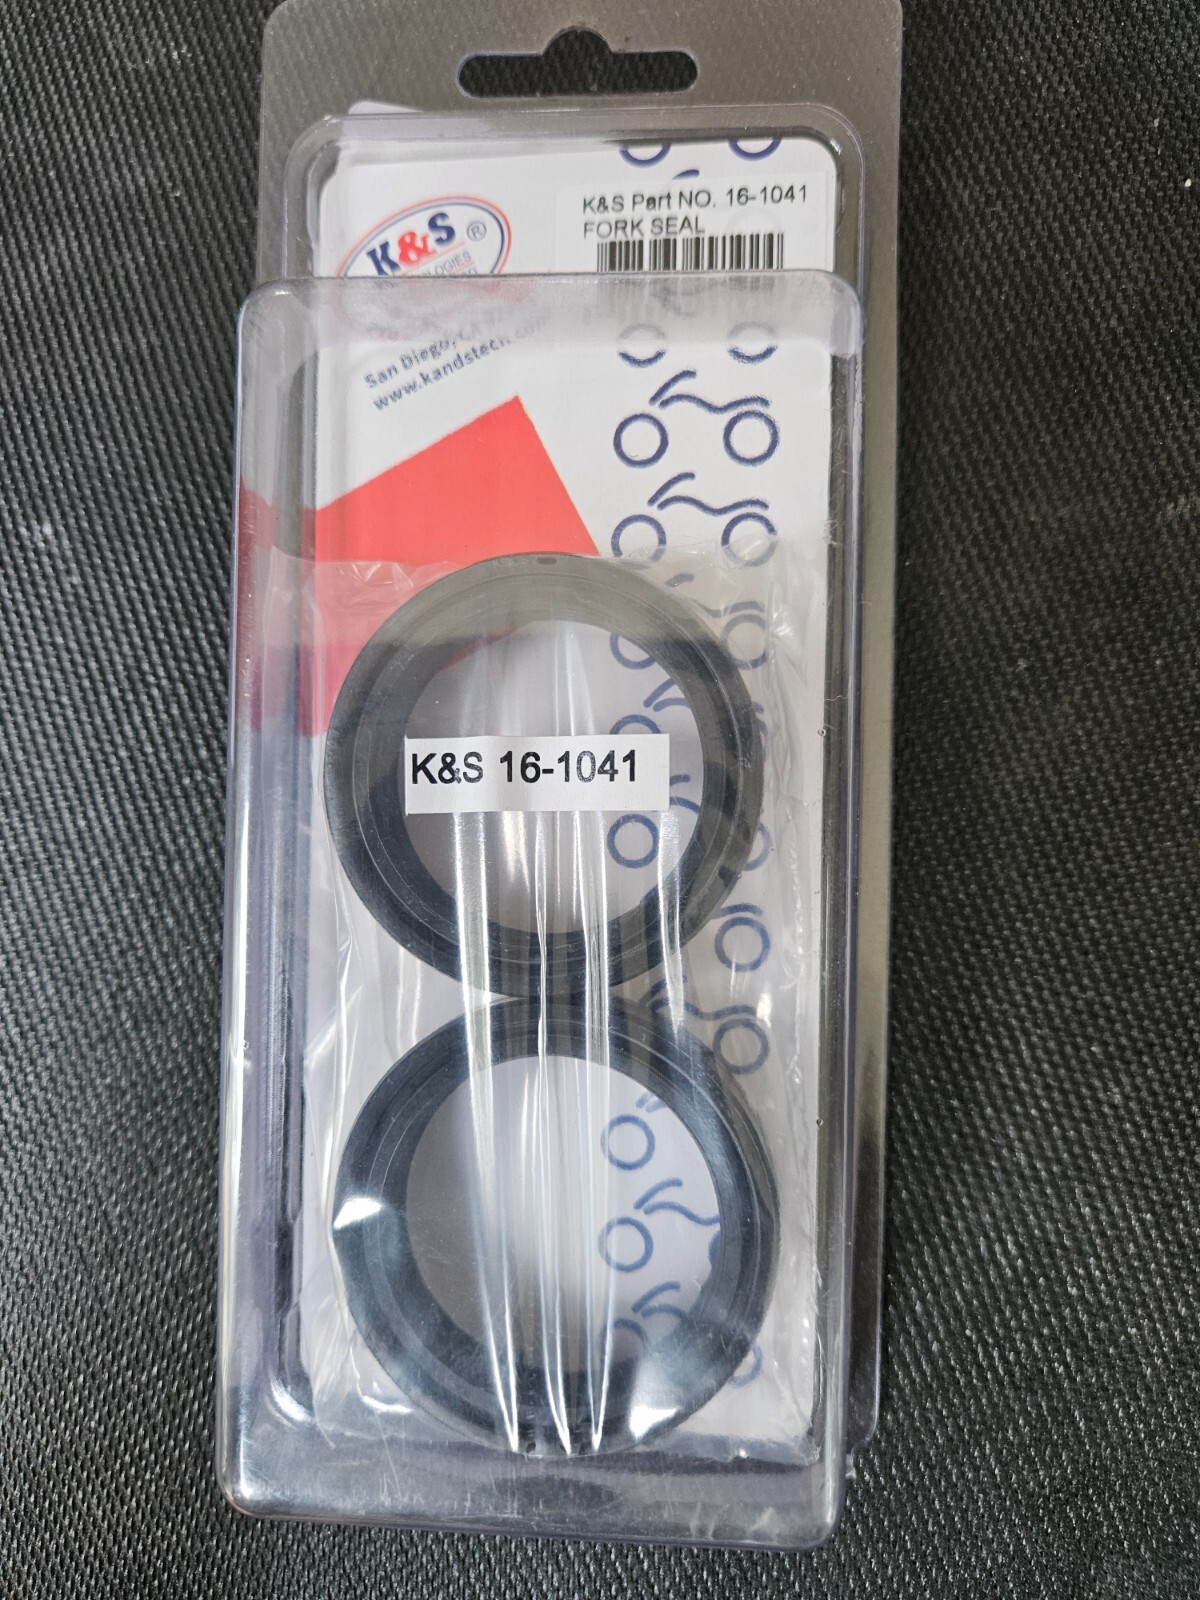 K&S Part NO. 16-1041
FORK SEAL
K&S ®
San Diego, CA
www.kandstech.com
K&S 16-1041